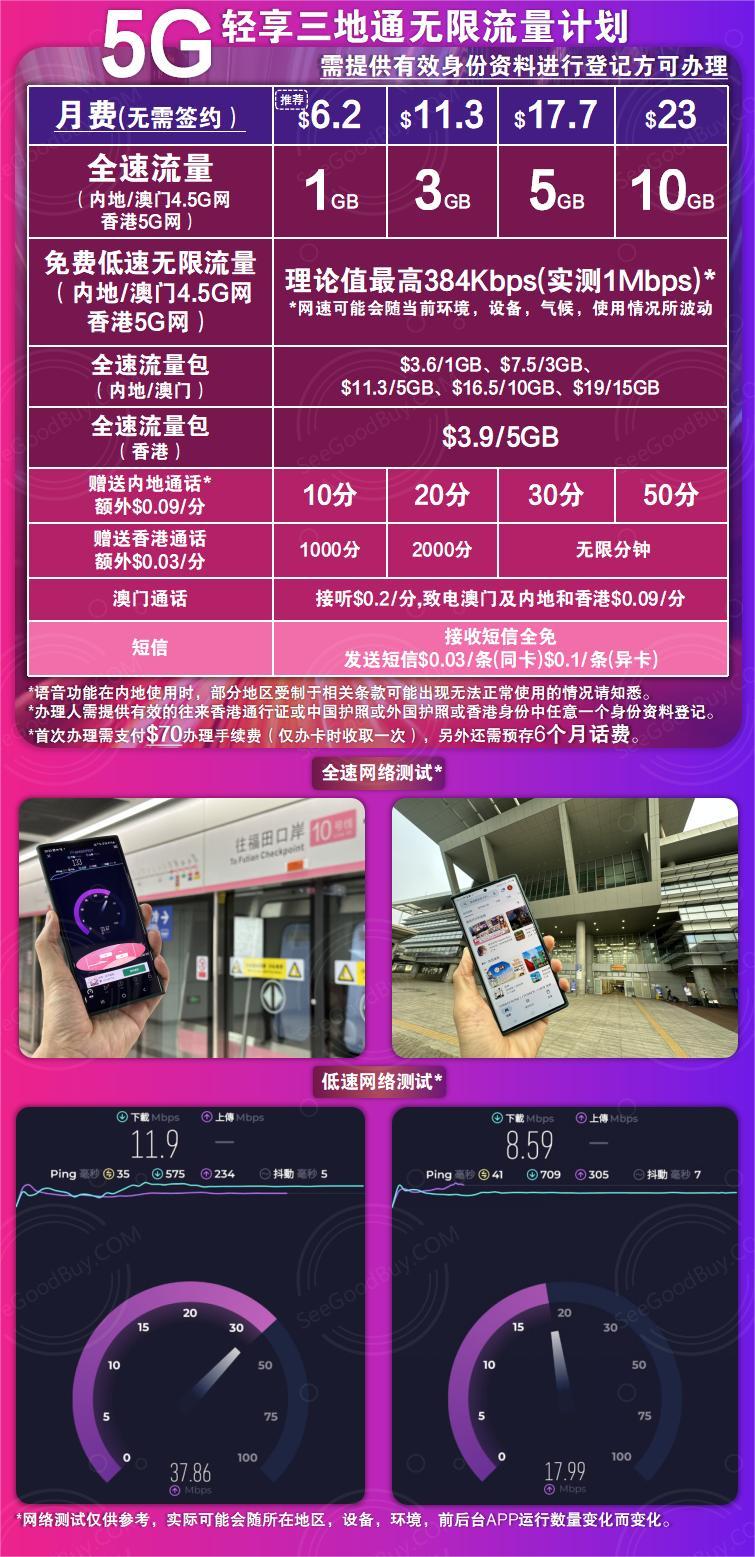 5G 轻享三地通无限流量计划
需提供有效身份资料进行登记方可办理
月费(无需签约)
推荐
$6.2 $11.3 $17.7 $23
全速流量
(内地/澳门4.5G网
香港5G网)
1GB 3GB 5GB 10GB
免费低速无限流量
(内地/澳门4.5G网
香港5G网)
理论值最高384Kbps(实测1Mbps)*
*网速可能会随当前环境，设备，气候，使用情况所波动
全速流量包
(内地/澳门)
$3.6/1GB、$7.5/3GB、
$11.3/5GB、$16.5/10GB、$19/15GB
全速流量包
(香港)
$3.9/5GB
赠送内地通话*
额外$0.09/分
10分 20分 30分 50分
赠送香港通话
额外$0.03/分
1000分 2000分 无限分钟
澳门通话
接听$0.2/分,致电澳门及内地和香港$0.09/分
短信
接收短信全免
发送短信$0.03/条(同卡)$0.1/条(异卡)
*语音功能在内地使用时，部分地区受制于相关条款可能出现无法正常使用的情况请知悉。
*办理人需提供有效的往来香港通行证或中国护照或外国护照或香港身份中任意一个身份资料登记。
*首次办理需支付$70办理手续费（仅办卡时收取一次），另外还需预存6个月话费。
全速网络测试*
往福田口岸 10号线
To Futian Checkpoint
低速网络测试*
下載 Mbps 上傳 Mbps
11.9 —
Ping 毫秒 35 575 234 抖動 毫秒 5
0 5 10 15 20 30 50 75 100
37.86
Mbps
下載 Mbps 上傳 Mbps
8.59 —
Ping 毫秒 41 709 305 抖動 毫秒 7
0 5 10 15 20 30 50 75 100
17.99
Mbps
*网络测试仅供参考，实际可能会随所在地区，设备，环境，前后台APP运行数量变化而变化。
SeeGoodBuy.COM